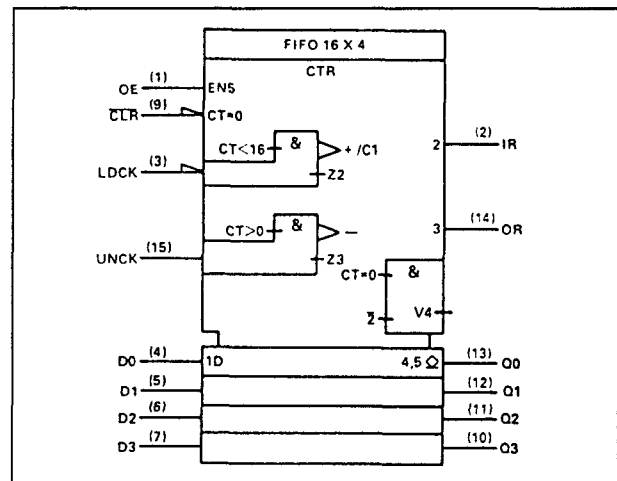 FIFO 16 X 4
CTR
OE (1) EN5
CLR (9) CT=0
CT<16 & + /C1
LDCK (3) Z2
2 (2) IR
CT>0 & −
UNCK (15) Z3
3 (14) OR
CT=0 &
2 V4
D0 (4) 1D 4,5 (13) Q0
D1 (5) (12) Q1
D2 (6) (11) Q2
D3 (7) (10) Q3